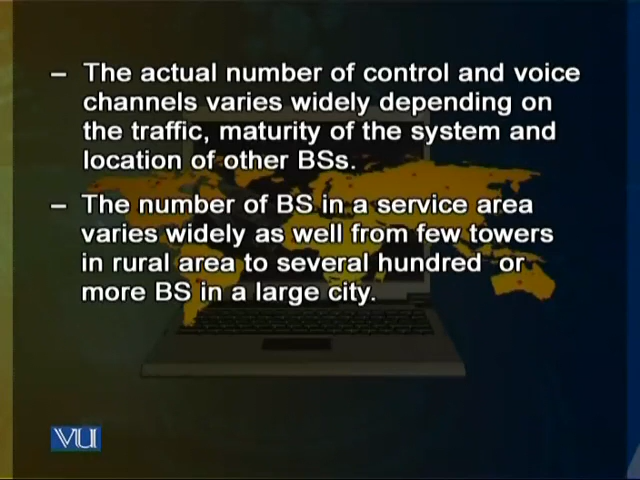 – The actual number of control and voice
channels varies widely depending on
the traffic, maturity of the system and
location of other BSs.
– The number of BS in a service area
varies widely as well from few towers
in rural area to several hundred or
more BS in a large city.
VU